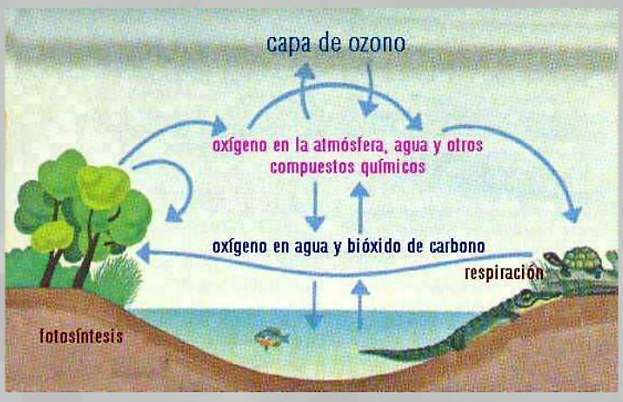 capa de ozono
oxígeno en la atmósfera, agua y otros
compuestos químicos
oxígeno en agua y bióxido de carbono
respiración
fotosíntesis